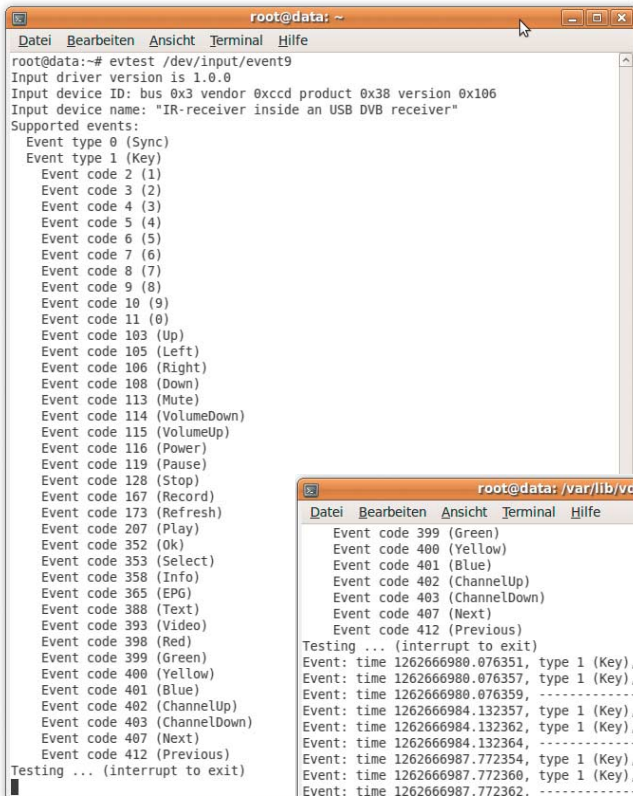 root@data: ~
Datei Bearbeiten Ansicht Terminal Hilfe
root@data:~# evtest /dev/input/event9
Input driver version is 1.0.0
Input device ID: bus 0x3 vendor 0xccd product 0x38 version 0x106
Input device name: "IR-receiver inside an USB DVB receiver"
Supported events:
  Event type 0 (Sync)
  Event type 1 (Key)
    Event code 2 (1)
    Event code 3 (2)
    Event code 4 (3)
    Event code 5 (4)
    Event code 6 (5)
    Event code 7 (6)
    Event code 8 (7)
    Event code 9 (8)
    Event code 10 (9)
    Event code 11 (0)
    Event code 103 (Up)
    Event code 105 (Left)
    Event code 106 (Right)
    Event code 108 (Down)
    Event code 113 (Mute)
    Event code 114 (VolumeDown)
    Event code 115 (VolumeUp)
    Event code 116 (Power)
    Event code 119 (Pause)
    Event code 128 (Stop)
    Event code 167 (Record)
    Event code 173 (Refresh)
    Event code 207 (Play)
    Event code 352 (Ok)
    Event code 353 (Select)
    Event code 358 (Info)
    Event code 365 (EPG)
    Event code 388 (Text)
    Event code 393 (Video)
    Event code 398 (Red)
    Event code 399 (Green)
    Event code 400 (Yellow)
    Event code 401 (Blue)
    Event code 402 (ChannelUp)
    Event code 403 (ChannelDown)
    Event code 407 (Next)
    Event code 412 (Previous)
Testing ... (interrupt to exit)
root@data: /var/lib/vd
Datei Bearbeiten Ansicht Terminal Hilfe
    Event code 399 (Green)
    Event code 400 (Yellow)
    Event code 401 (Blue)
    Event code 402 (ChannelUp)
    Event code 403 (ChannelDown)
    Event code 407 (Next)
    Event code 412 (Previous)
Testing ... (interrupt to exit)
Event: time 1262666980.076351, type 1 (Key),
Event: time 1262666980.076357, type 1 (Key),
Event: time 1262666980.076359, -------------
Event: time 1262666984.132357, type 1 (Key),
Event: time 1262666984.132362, type 1 (Key),
Event: time 1262666984.132364, -------------
Event: time 1262666987.772354, type 1 (Key),
Event: time 1262666987.772360, type 1 (Key),
Event: time 1262666987.772362, -------------